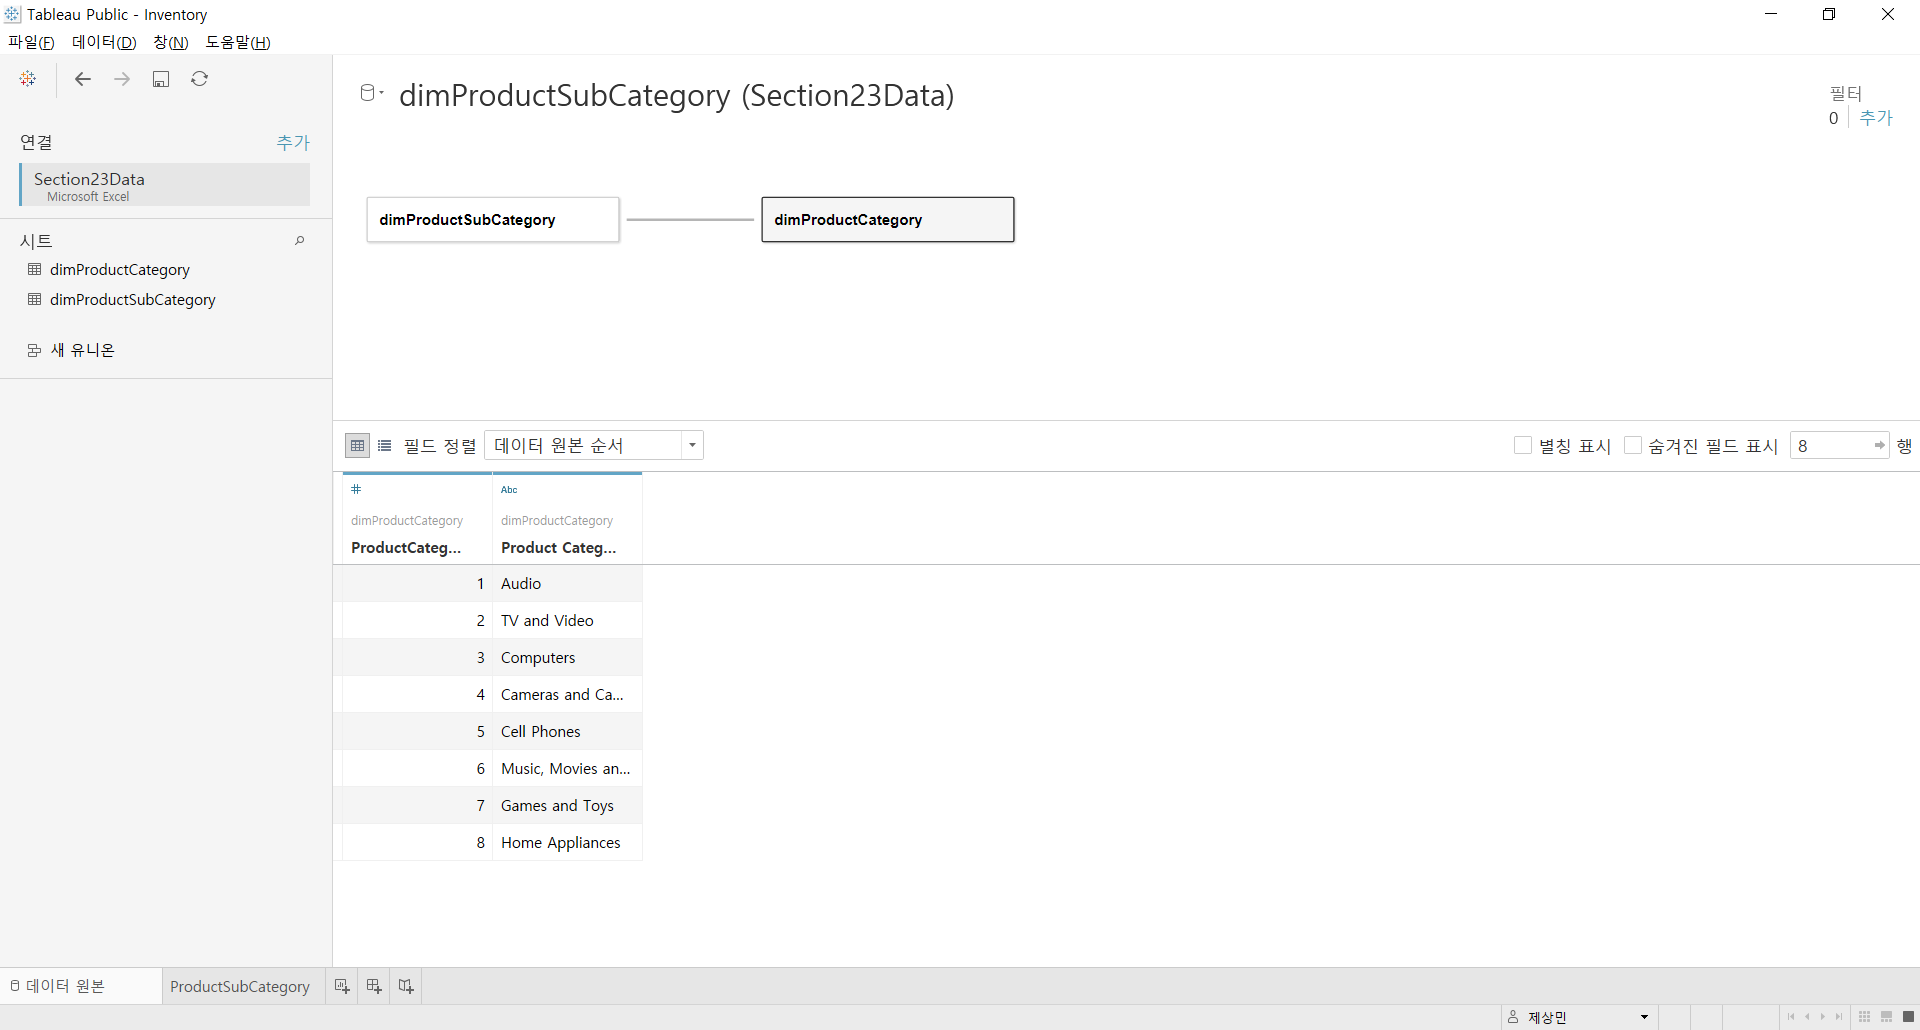 Tableau Public - Inventory
파일(F) 데이터(D) 창(N) 도움말(H)
연결 추가
Section23Data
Microsoft Excel
시트
dimProductCategory
dimProductSubCategory
새 유니온
dimProductSubCategory (Section23Data)
필터
0 추가
dimProductSubCategory dimProductCategory
필드 정렬 데이터 원본 순서 별칭 표시 숨겨진 필드 표시 8 행
# Abc
dimProductCategory dimProductCategory
ProductCateg... Product Categ...
1 Audio
2 TV and Video
3 Computers
4 Cameras and Ca...
5 Cell Phones
6 Music, Movies an...
7 Games and Toys
8 Home Appliances
데이터 원본 ProductSubCategory
제상민